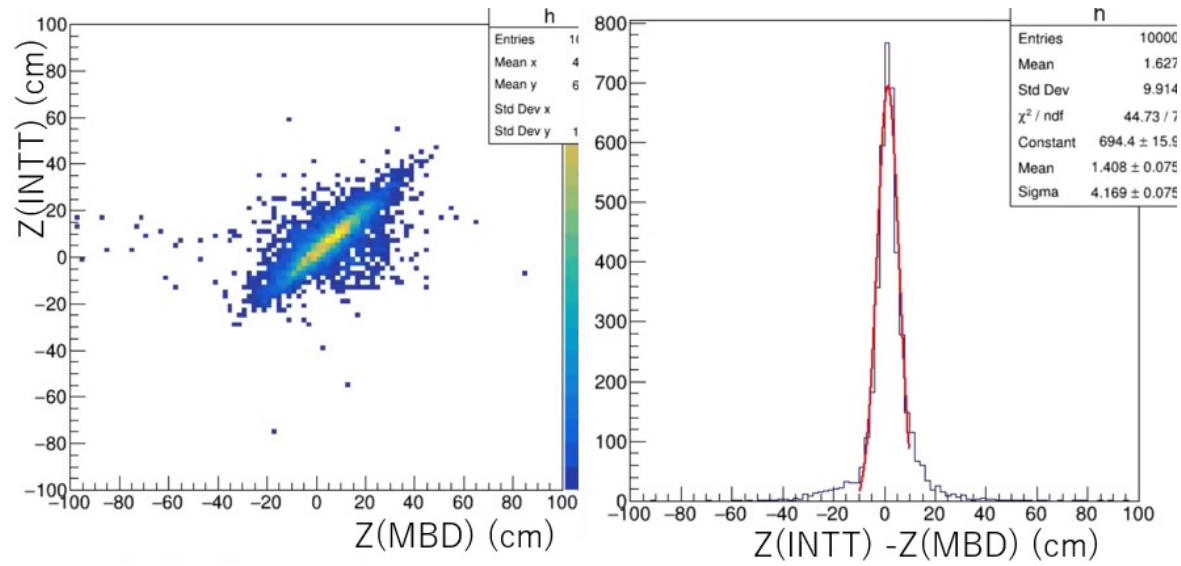 h
Entries 10
Mean x 4
Mean y 6
Std Dev x
Std Dev y 1
Z(INTT) (cm)
100
80
60
40
20
0
−20
−40
−60
−80
−100
−100 −80 −60 −40 −20 0 20 40 60 80 100
Z(MBD) (cm)
Entries 10000
Mean 1.627
Std Dev 9.914
χ² / ndf 44.73 / 7
Constant 694.4 ± 15.9
Mean 1.408 ± 0.075
Sigma 4.169 ± 0.075
800
700
600
500
400
300
200
100
0
−100 −80 −60 −40 −20 0 20 40 60 80 100
Z(INTT) -Z(MBD) (cm)